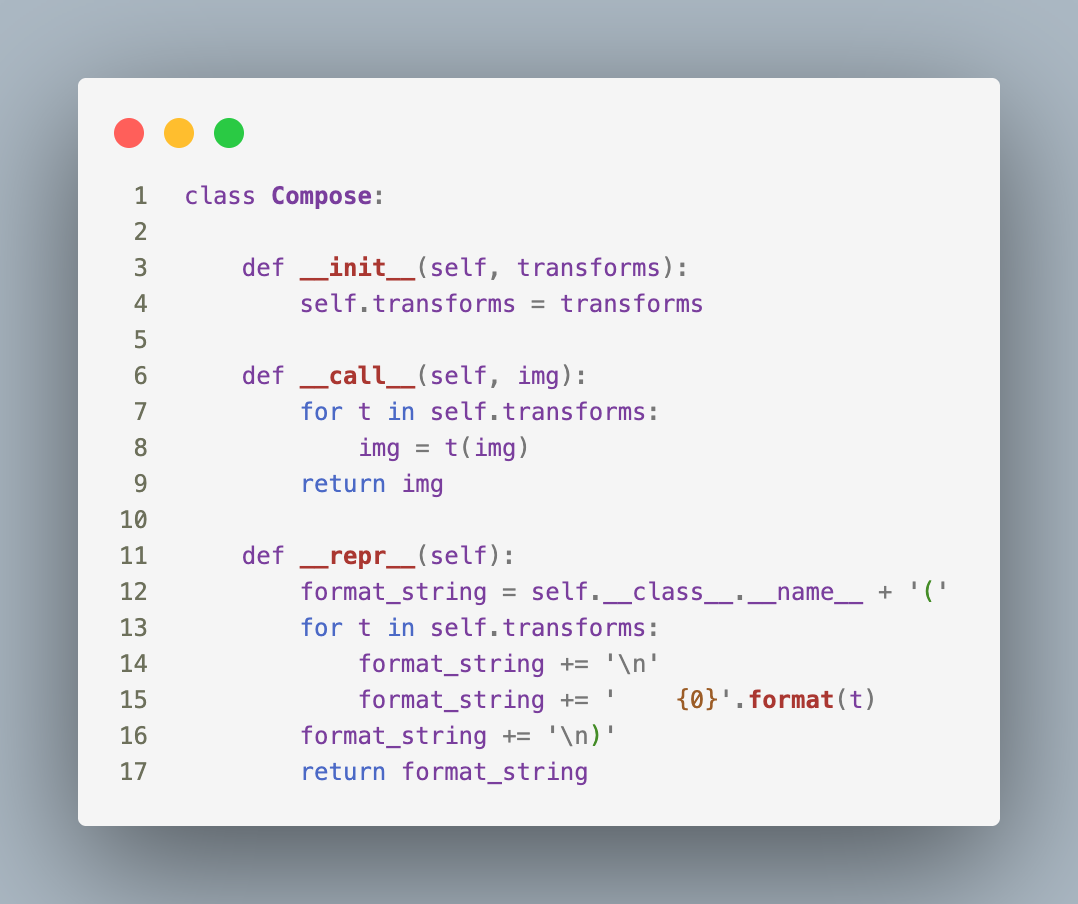 1 class Compose:
2
3     def __init__(self, transforms):
4         self.transforms = transforms
5
6     def __call__(self, img):
7         for t in self.transforms:
8             img = t(img)
9         return img
10
11     def __repr__(self):
12         format_string = self.__class__.__name__ + '('
13         for t in self.transforms:
14             format_string += '\n'
15             format_string += '    {0}'.format(t)
16         format_string += '\n)'
17         return format_string